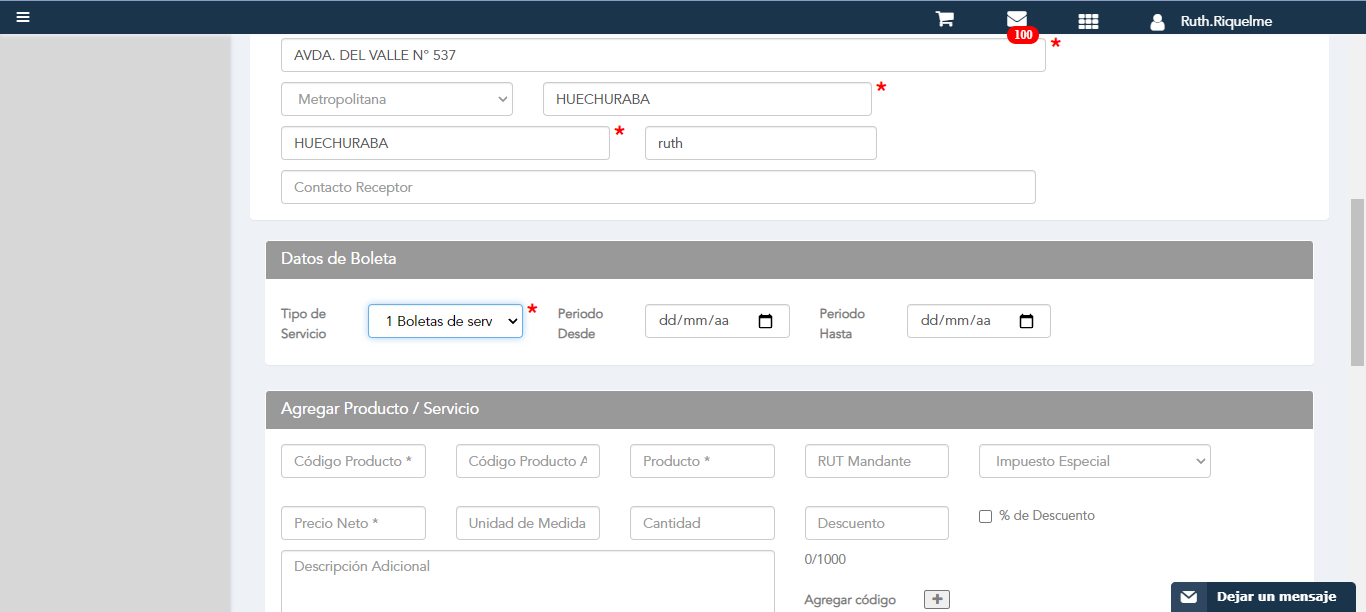 Ruth.Riquelme
100
AVDA. DEL VALLE N° 537 *
Metropolitana HUECHURABA *
HUECHURABA * ruth
Contacto Receptor
Datos de Boleta
Tipo de Servicio 1 Boletas de serv * Periodo Desde dd/mm/aa Periodo Hasta dd/mm/aa
Agregar Producto / Servicio
Código Producto * Código Producto A Producto * RUT Mandante Impuesto Especial
Precio Neto * Unidad de Medida Cantidad Descuento % de Descuento
Descripción Adicional 0/1000
Agregar código +
Dejar un mensaje